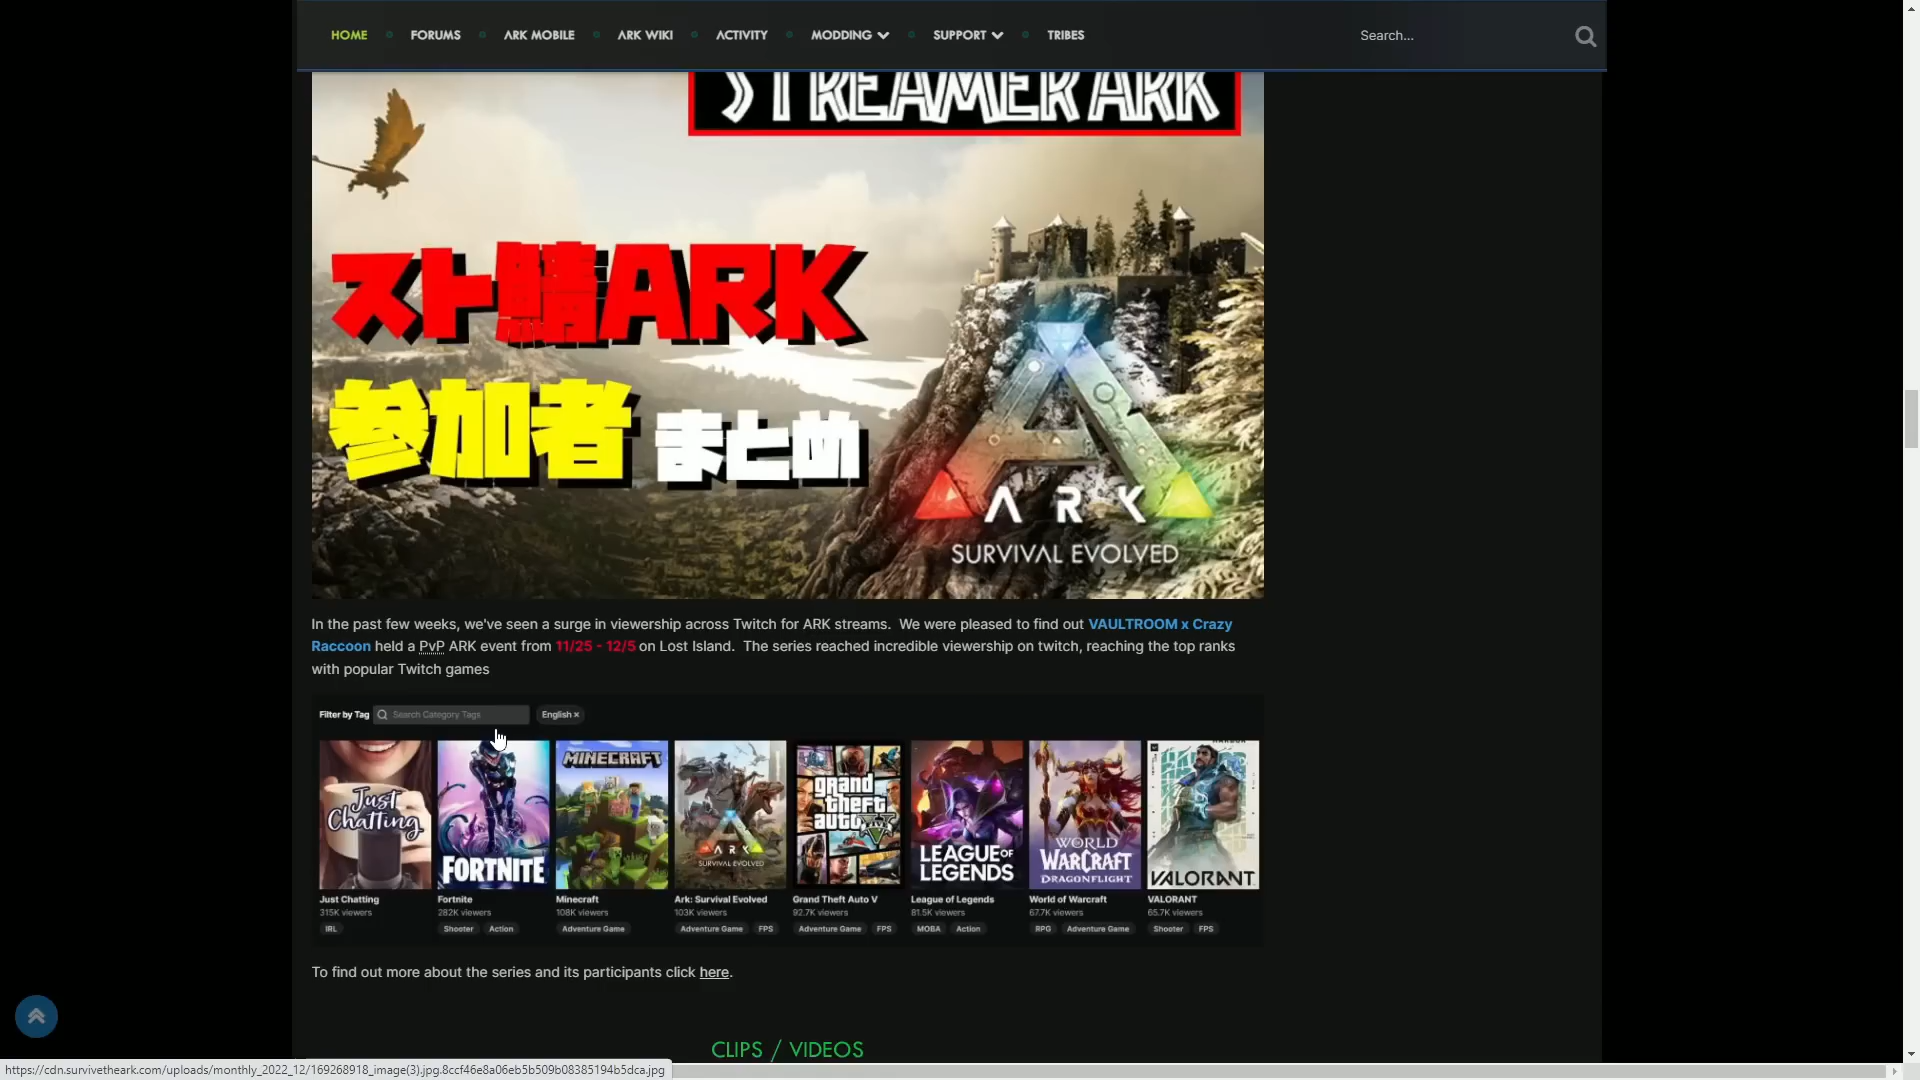 HOME FORUMS ARK MOBILE ARK WIKI ACTIVITY MODDING SUPPORT TRIBES Search...
STREAMER ARK
スト鯖ARK
参加者 まとめ
ARK
SURVIVAL EVOLVED
In the past few weeks, we've seen a surge in viewership across Twitch for ARK streams. We were pleased to find out VAULTROOM x Crazy
Raccoon held a PvP ARK event from 11/25 - 12/5 on Lost Island. The series reached incredible viewership on twitch, reaching the top ranks
with popular Twitch games
Filter by Tag Search Category Tags English ×
Just Chatting
FORTNITE
MINECRAFT
ARK
SURVIVAL EVOLVED
grand theft auto V
LEAGUE OF LEGENDS
WORLD WARCRAFT
DRAGONFLIGHT
VALORANT
Just Chatting Fortnite Minecraft Ark: Survival Evolved Grand Theft Auto V League of Legends World of Warcraft VALORANT
315K viewers 282K viewers 108K viewers 103K viewers 92.7K viewers 81.5K viewers 67.7K viewers 65.7K viewers
IRL Shooter Action Adventure Game Adventure Game FPS Adventure Game FPS MOBA Action RPG Adventure Game Shooter FPS
To find out more about the series and its participants click here.
CLIPS / VIDEOS
https://cdn.survivetheark.com/uploads/monthly_2022_12/169268918_image(3).jpg.8ccf46e8a06eb5b509b08385194b5dca.jpg